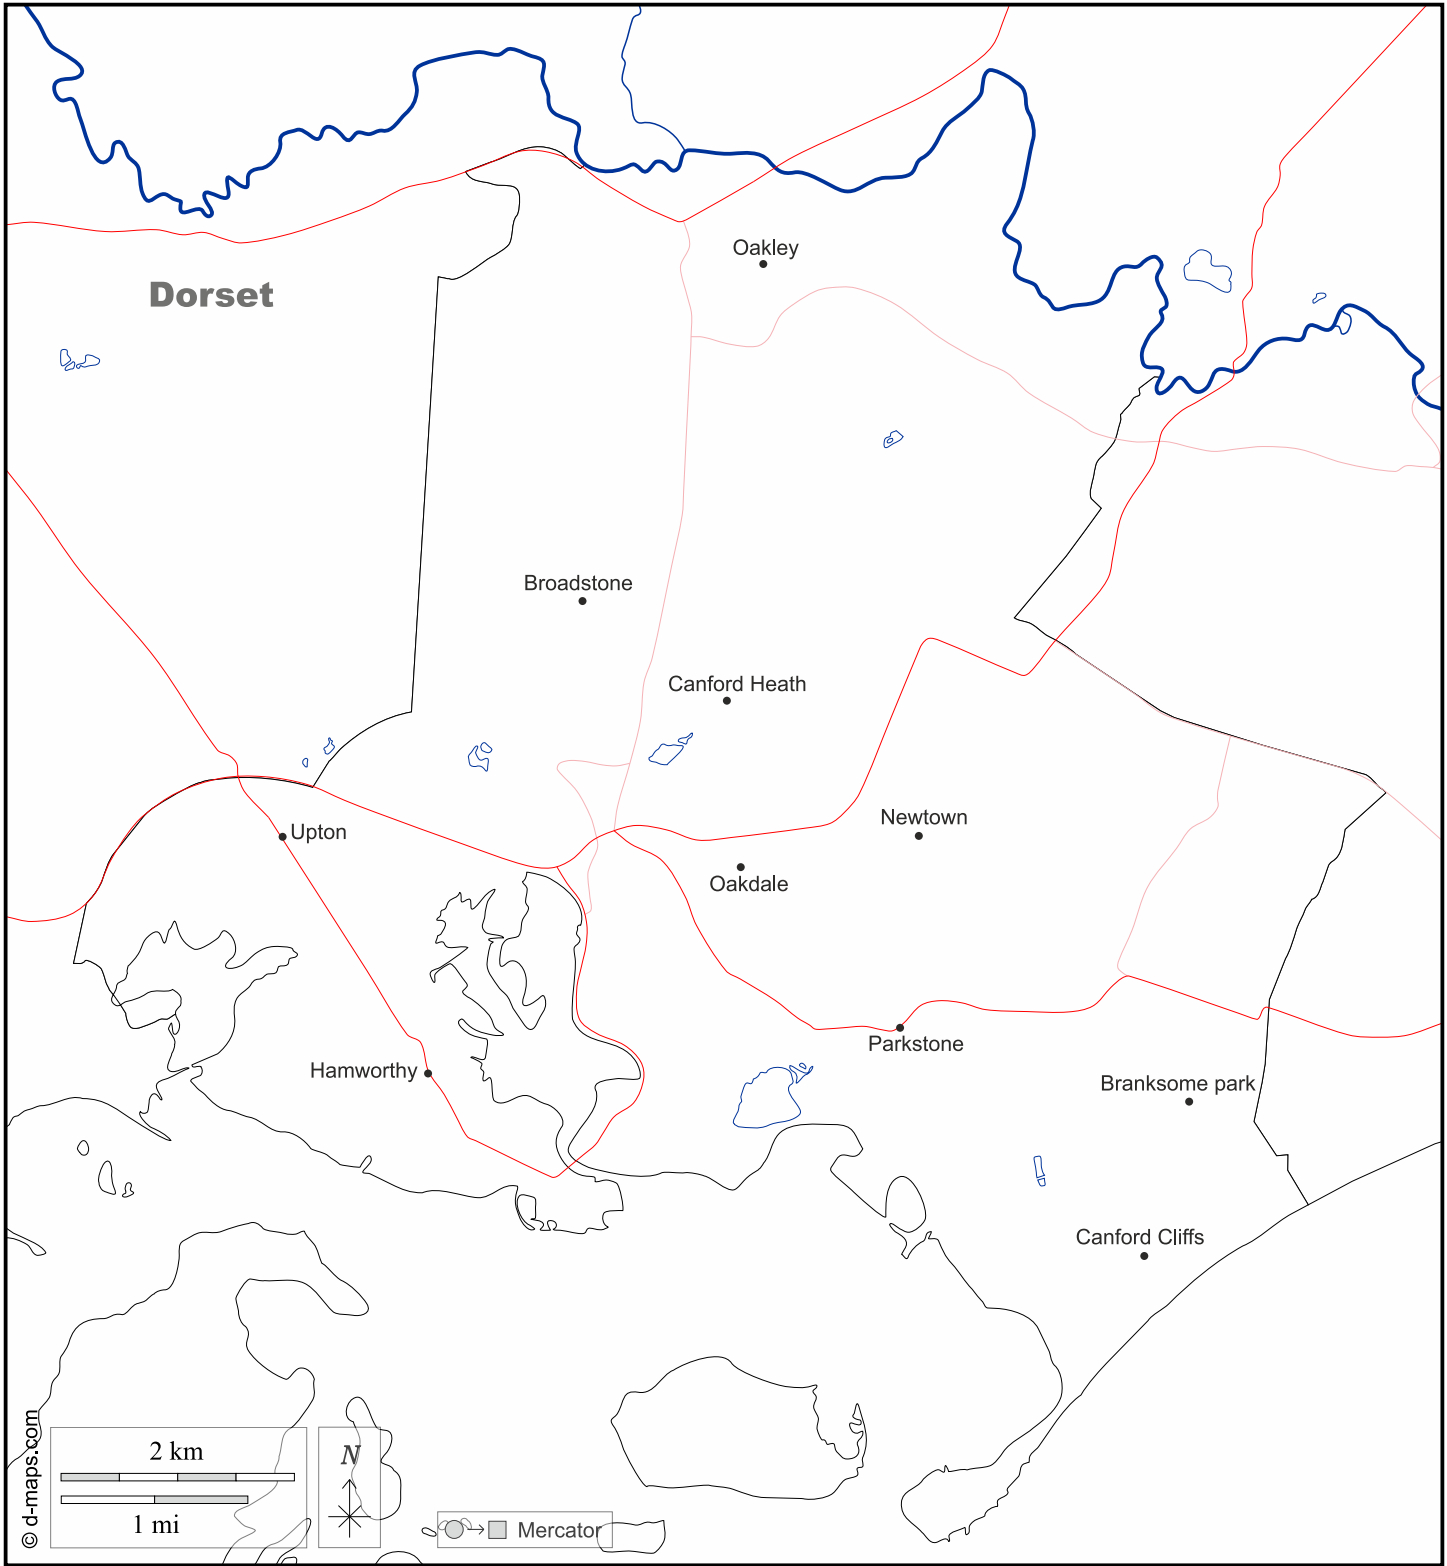 Oakley
Dorset
Broadstone
Canford Heath
Newtown
Upton
Oakdale
Parkstone
Hamworthy
Branksome park
Canford Cliffs
© d-maps.com
2 km
1 mi
N
Mercator